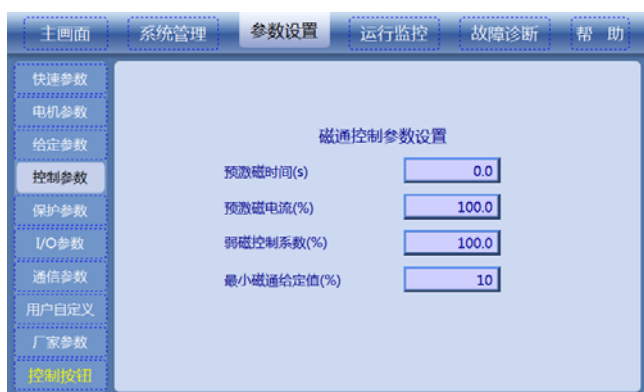 主画面 系统管理 参数设置 运行监控 故障诊断 帮 助
快速参数
电机参数
给定参数
控制参数
保护参数
I/O参数
通信参数
用户自定义
厂家参数
控制按钮
磁通控制参数设置
预激磁时间(s) 0.0
预激磁电流(%) 100.0
弱磁控制系数(%) 100.0
最小磁通给定值(%) 10